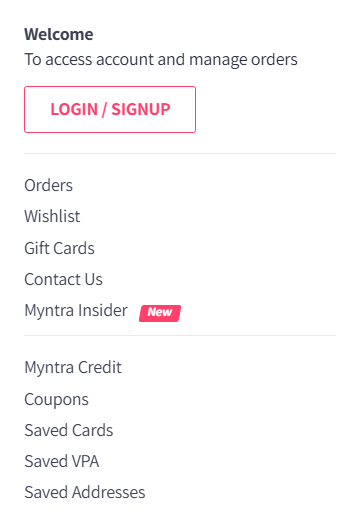 Welcome
To access account and manage orders
LOGIN / SIGNUP
Orders
Wishlist
Gift Cards
Contact Us
Myntra Insider New
Myntra Credit
Coupons
Saved Cards
Saved VPA
Saved Addresses